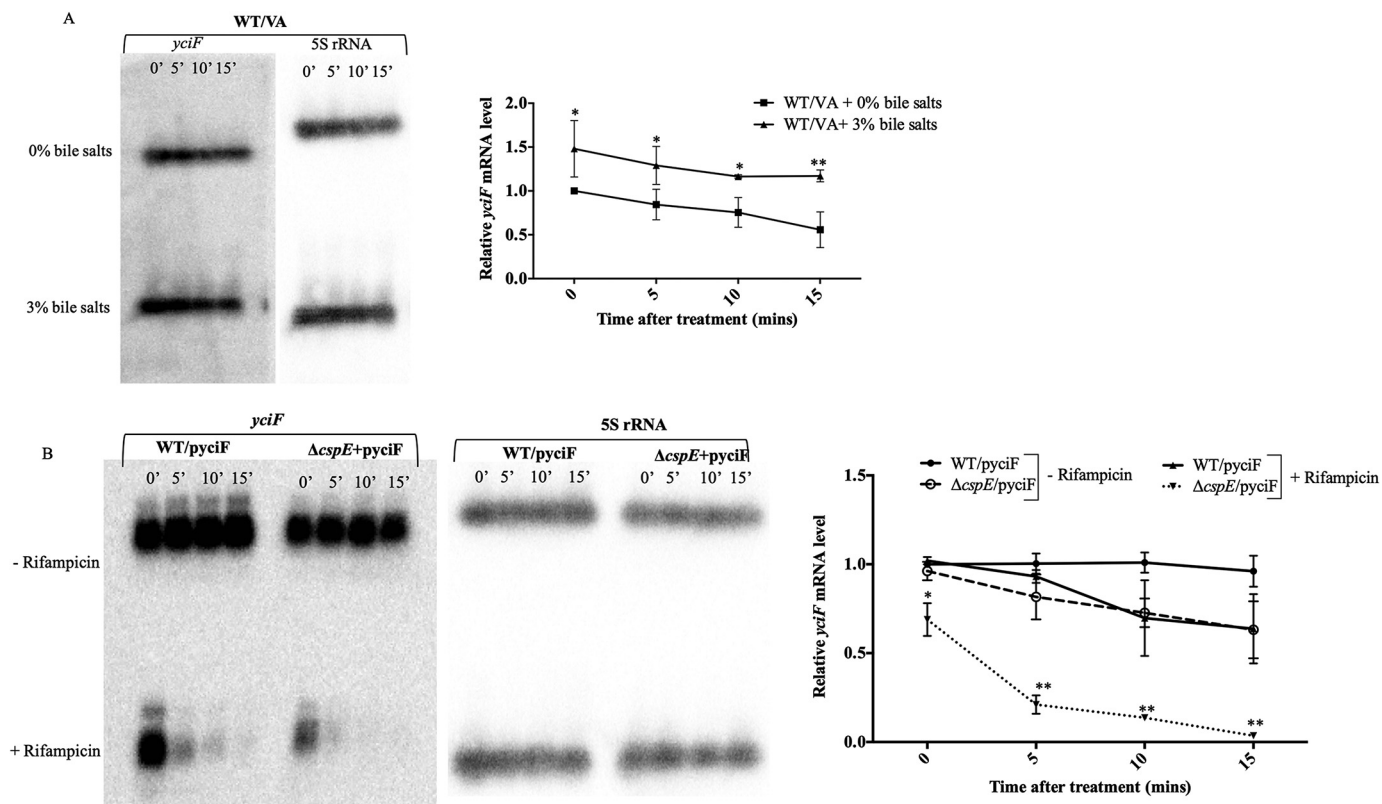 A
WT/VA
yciF 5S rRNA
0’ 5’ 10’ 15’ 0’ 5’ 10’ 15’
0% bile salts
3% bile salts
WT/VA + 0% bile salts
WT/VA+ 3% bile salts
Relative yciF mRNA level
2.0
1.5
1.0
0.5
0.0
* * * **
0 5 10 15
Time after treatment (mins)
B
yciF
WT/pyciF ΔcspE+pyciF
0’ 5’ 10’ 15’ 0’ 5’ 10’ 15’
- Rifampicin
+ Rifampicin
5S rRNA
WT/pyciF ΔcspE+pyciF
0’ 5’ 10’ 15’ 0’ 5’ 10’ 15’
WT/pyciF
ΔcspE/pyciF
- Rifampicin
WT/pyciF
ΔcspE/pyciF
+ Rifampicin
Relative yciF mRNA level
1.5
1.0
0.5
0.0
* ** ** **
0 5 10 15
Time after treatment (mins)